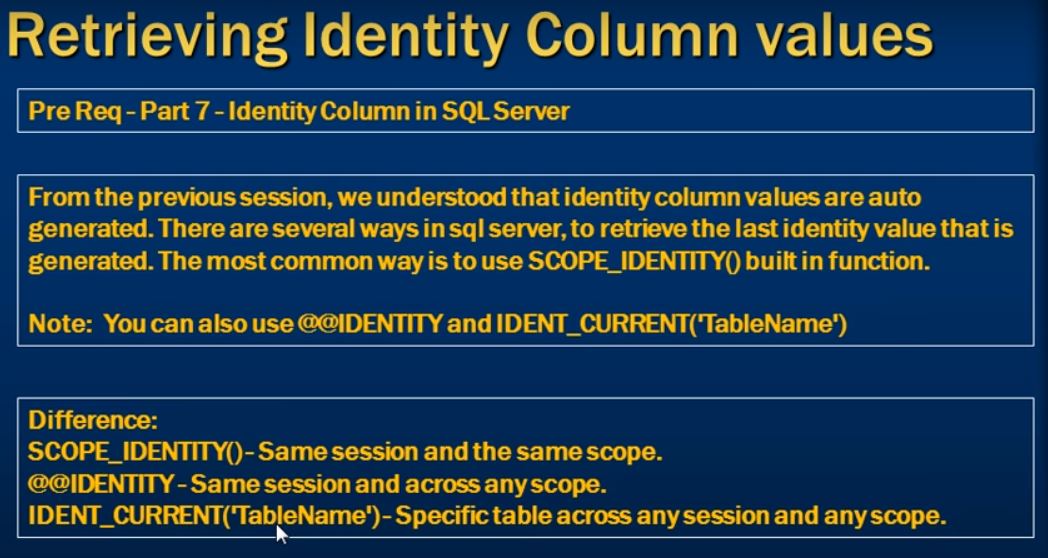 Retrieving Identity Column values
Pre Req - Part 7 - Identity Column in SQL Server
From the previous session, we understood that identity column values are auto
generated. There are several ways in sql server, to retrieve the last identity value that is
generated. The most common way is to use SCOPE_IDENTITY() built in function.
Note: You can also use @@IDENTITY and IDENT_CURRENT('TableName')
Difference:
SCOPE_IDENTITY() - Same session and the same scope.
@@IDENTITY - Same session and across any scope.
IDENT_CURRENT('TableName') - Specific table across any session and any scope.